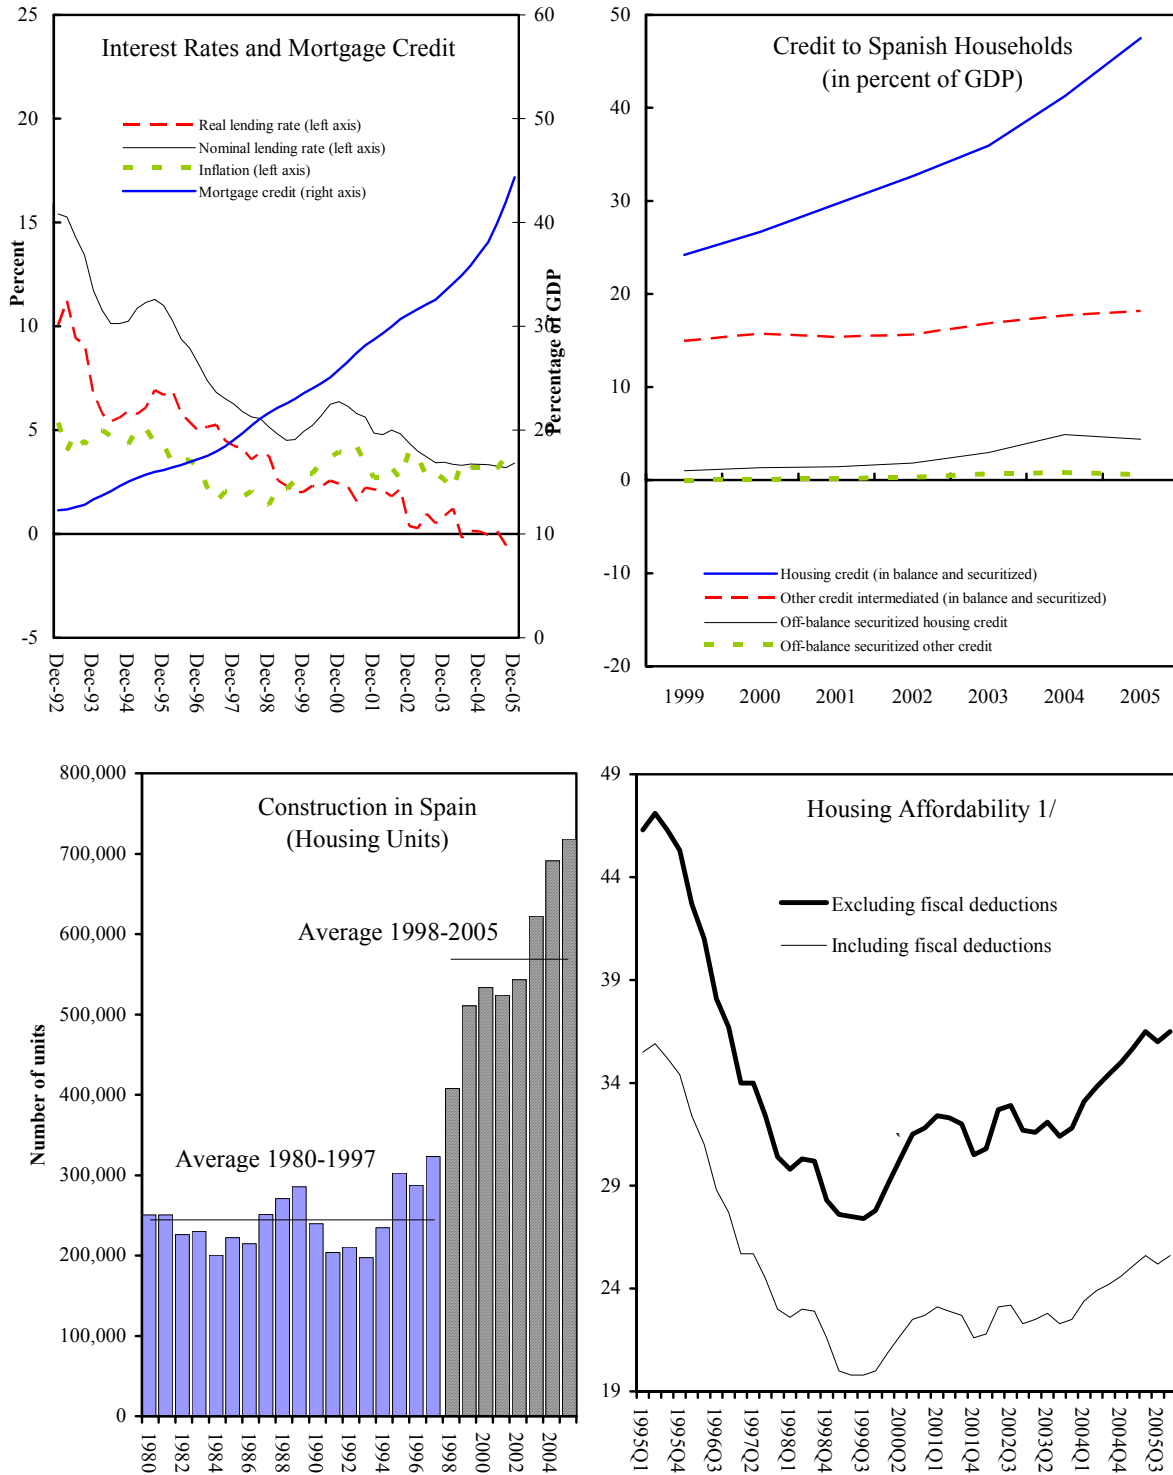 Interest Rates and Mortgage Credit
Real lending rate (left axis)
Nominal lending rate (left axis)
Inflation (left axis)
Mortgage credit (right axis)
Percent
Percentage of GDP
25
20
15
10
5
0
-5
60
50
40
30
20
10
0
Dec-92
Dec-93
Dec-94
Dec-95
Dec-96
Dec-97
Dec-98
Dec-99
Dec-00
Dec-01
Dec-02
Dec-03
Dec-04
Dec-05
Credit to Spanish Households
(in percent of GDP)
50
40
30
20
10
0
-10
-20
Housing credit (in balance and securitized)
Other credit intermediated (in balance and securitized)
Off-balance securitized housing credit
Off-balance securitized other credit
1999
2000
2001
2002
2003
2004
2005
Construction in Spain
(Housing Units)
Average 1998-2005
Average 1980-1997
Number of units
800,000
700,000
600,000
500,000
400,000
300,000
200,000
100,000
0
1980
1982
1984
1986
1988
1990
1992
1994
1996
1998
2000
2002
2004
Housing Affordability 1/
Excluding fiscal deductions
Including fiscal deductions
49
44
39
34
29
24
19
1995Q1
1995Q4
1996Q3
1997Q2
1998Q1
1998Q4
1999Q3
2000Q2
2001Q1
2001Q4
2002Q3
2003Q2
2004Q1
2004Q4
2005Q3